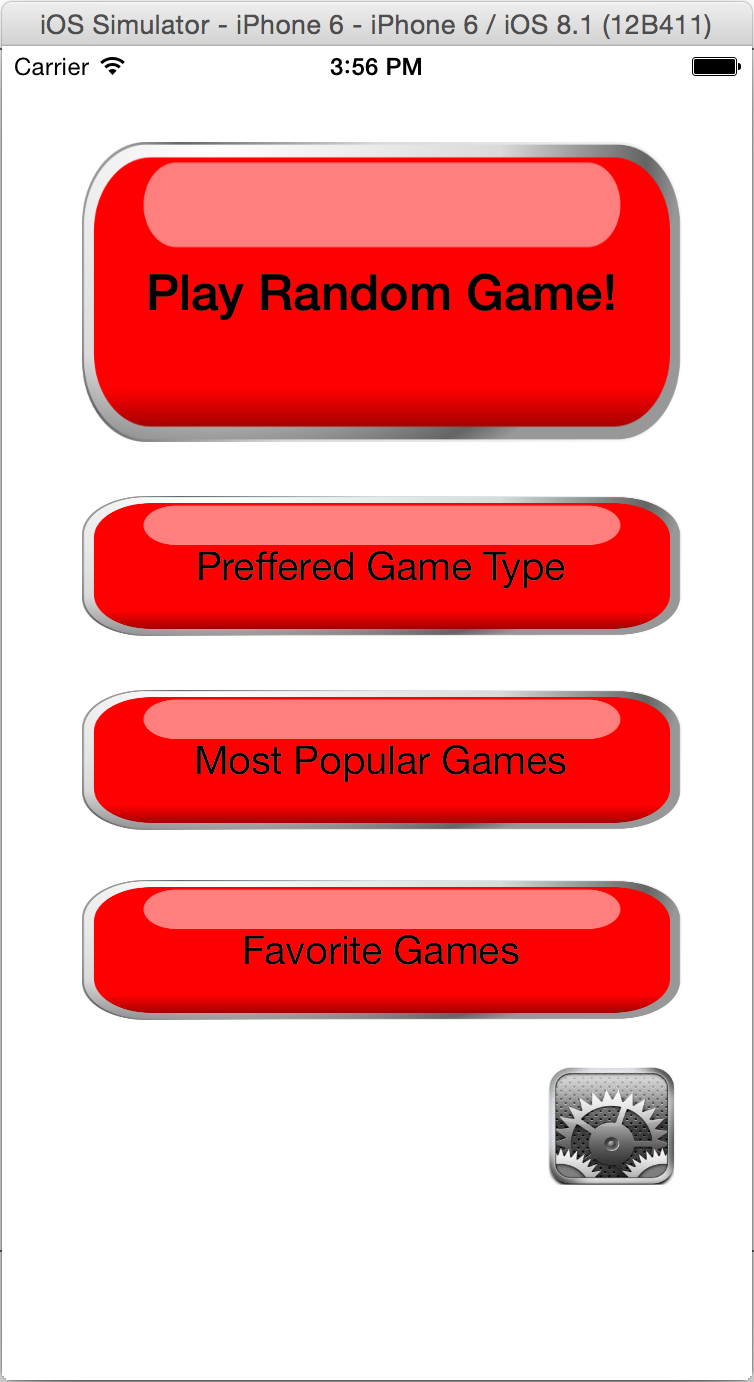 iOS Simulator - iPhone 6 - iPhone 6 / iOS 8.1 (12B411)
Carrier 3:56 PM
Play Random Game!
Preffered Game Type
Most Popular Games
Favorite Games